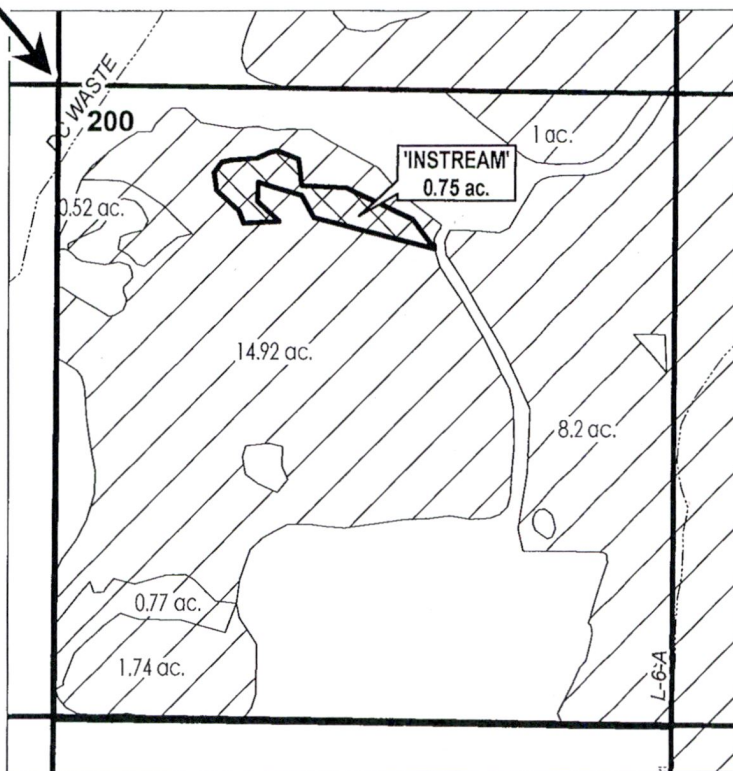 DC WASTE
200
1 ac.
'INSTREAM'
0.75 ac.
0.52 ac.
14.92 ac.
8.2 ac.
0.77 ac.
1.74 ac.
L-6-A